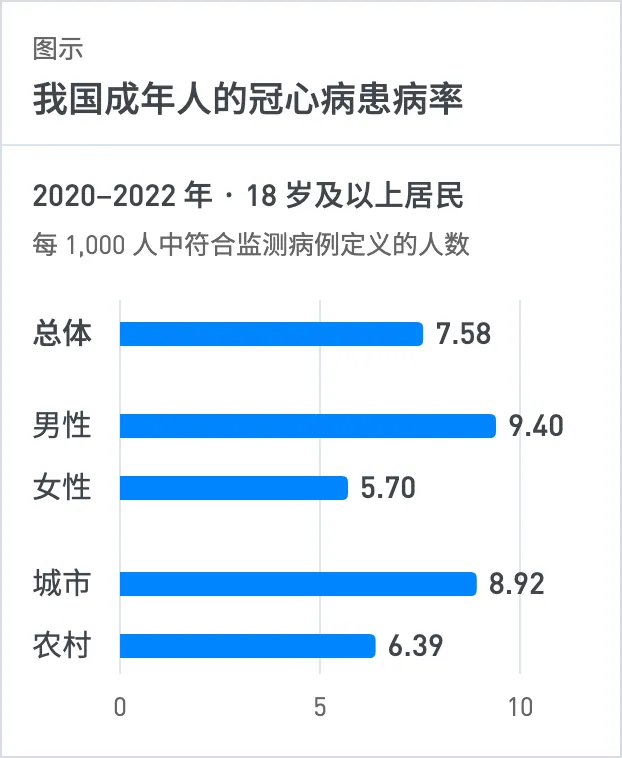 图示
我国成年人的冠心病患病率
2020–2022 年 · 18 岁及以上居民
每 1,000 人中符合监测病例定义的人数
总体 7.58
男性 9.40
女性 5.70
城市 8.92
农村 6.39
0 5 10